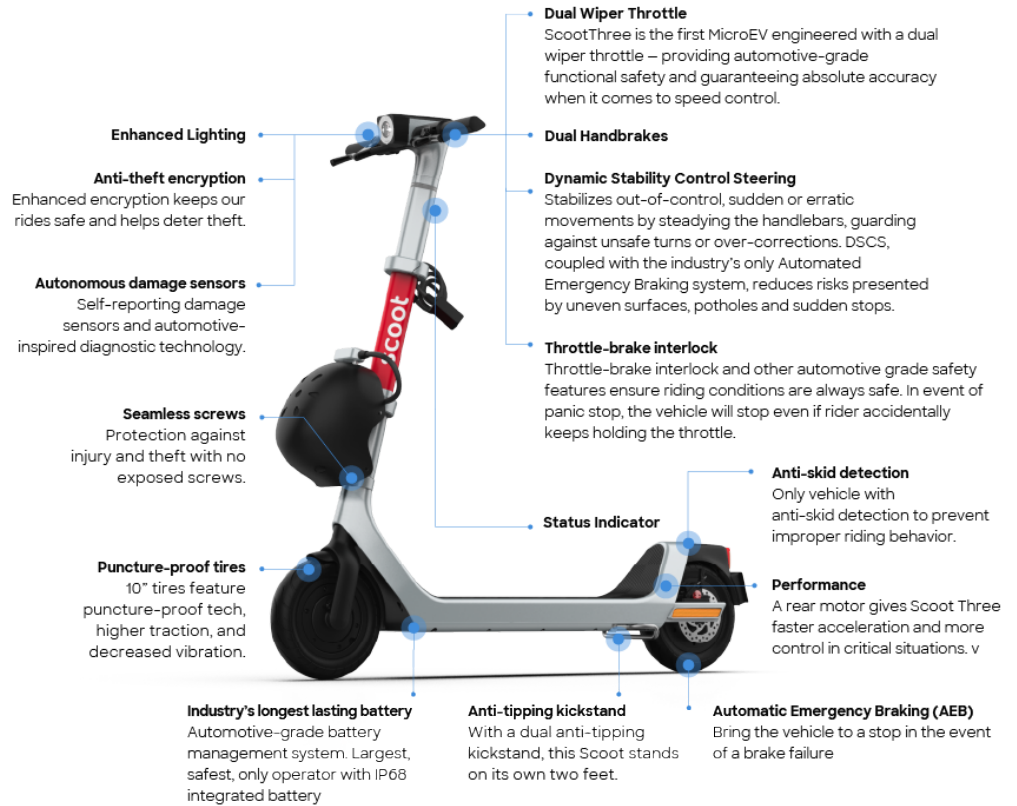 Dual Wiper Throttle
ScootThree is the first MicroEV engineered with a dual
wiper throttle – providing automotive-grade
functional safety and guaranteeing absolute accuracy
when it comes to speed control.
Enhanced Lighting
Dual Handbrakes
Anti-theft encryption
Enhanced encryption keeps our
rides safe and helps deter theft.
Dynamic Stability Control Steering
Stabilizes out-of-control, sudden or erratic
movements by steadying the handlebars, guarding
against unsafe turns or over-corrections. DSCS,
coupled with the industry's only Automated
Emergency Braking system, reduces risks presented
by uneven surfaces, potholes and sudden stops.
Autonomous damage sensors
Self-reporting damage
sensors and automotive-
inspired diagnostic technology.
scoot
Throttle-brake interlock
Throttle-brake interlock and other automotive grade safety
features ensure riding conditions are always safe. In event of
panic stop, the vehicle will stop even if rider accidentally
keeps holding the throttle.
Seamless screws
Protection against
injury and theft with no
exposed screws.
Anti-skid detection
Only vehicle with
anti-skid detection to prevent
improper riding behavior.
Status Indicator
Puncture-proof tires
10” tires feature
puncture-proof tech,
higher traction, and
decreased vibration.
Performance
A rear motor gives Scoot Three
faster acceleration and more
control in critical situations. v
Industry's longest lasting battery
Automotive-grade battery
management system. Largest,
safest, only operator with IP68
integrated battery
Anti-tipping kickstand
With a dual anti-tipping
kickstand, this Scoot stands
on its own two feet.
Automatic Emergency Braking (AEB)
Bring the vehicle to a stop in the event
of a brake failure